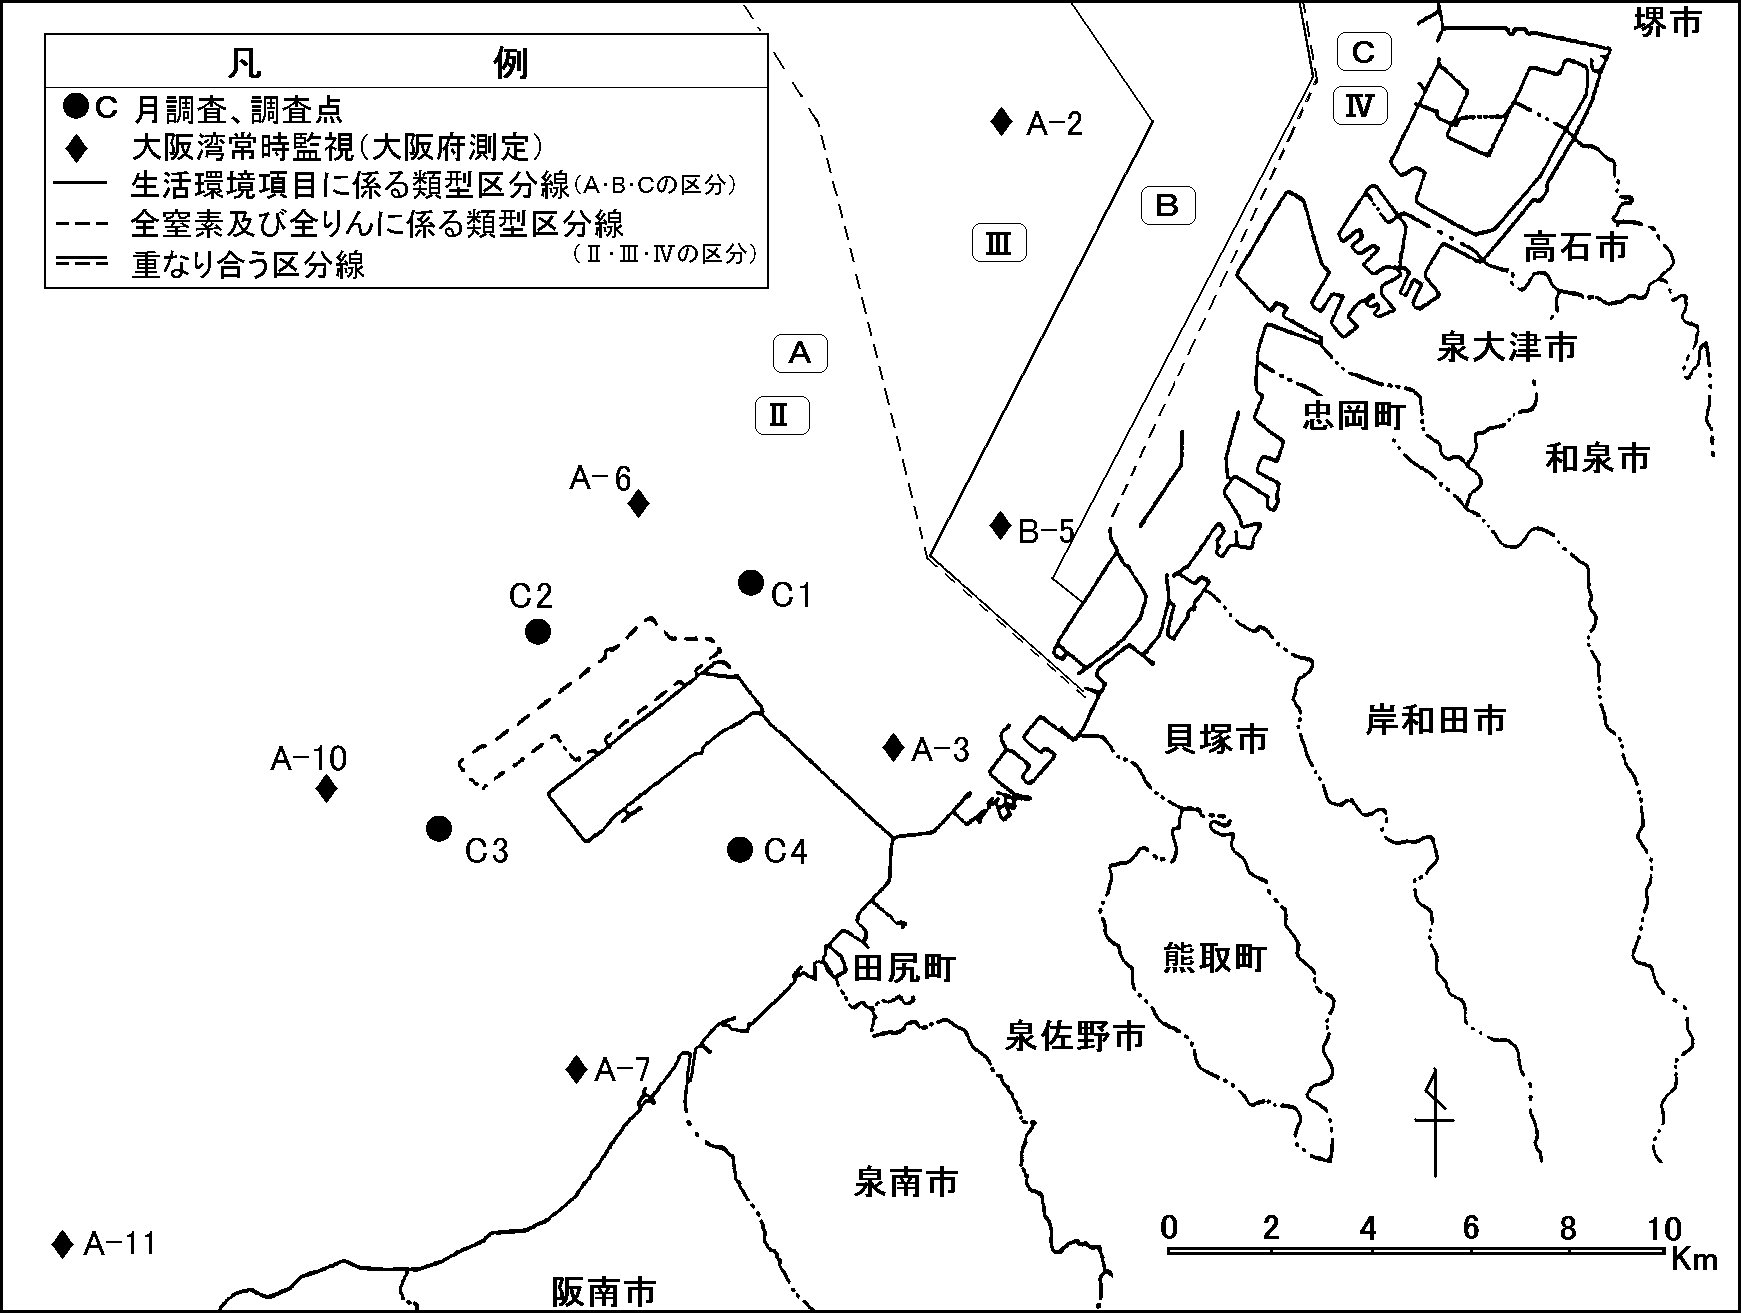 凡 例
C 月調査、調査点
大阪湾常時監視(大阪府測定)
生活環境項目に係る類型区分線(A・B・Cの区分)
全窒素及び全りんに係る類型区分線
(Ⅱ・Ⅲ・Ⅳの区分)
重なり合う区分線
堺市
C
Ⅳ
A-2
B
Ⅲ
高石市
A
泉大津市
Ⅱ
忠岡町
和泉市
A-6
B-5
C2
C1
岸和田市
貝塚市
A-3
A-10
C3
C4
熊取町
田尻町
泉佐野市
A-7
泉南市
A-11
0 2 4 6 8 10
Km
阪南市